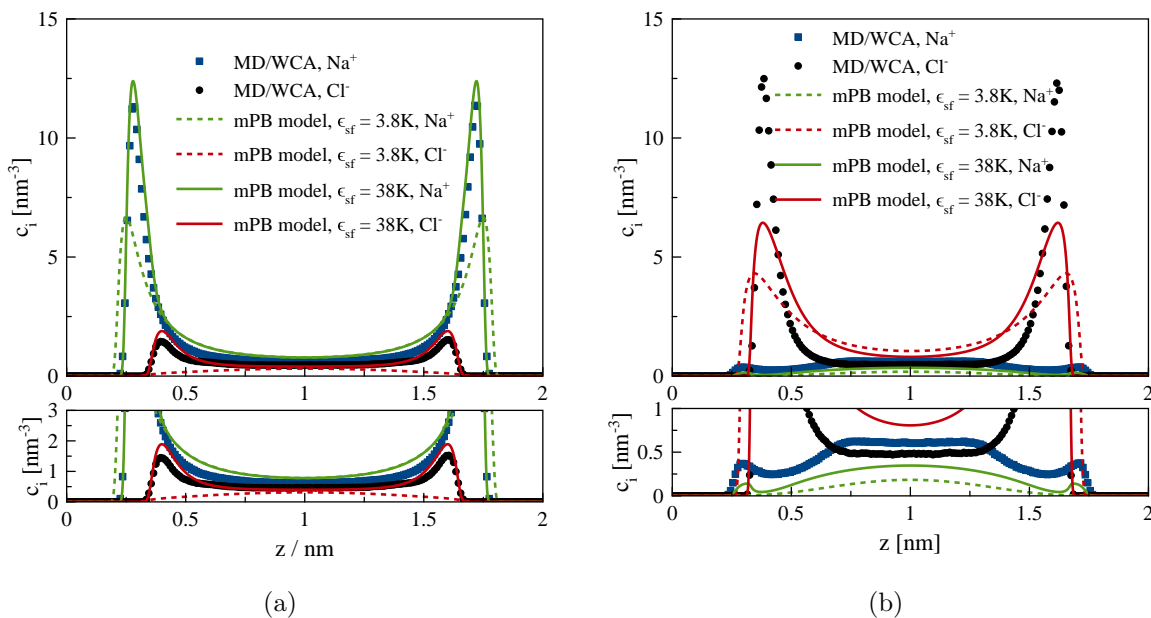 15
10
5
0
c_i [nm^-3]
MD/WCA, Na^+
MD/WCA, Cl^-
mPB model, ϵ_sf = 3.8K, Na^+
mPB model, ϵ_sf = 3.8K, Cl^-
mPB model, ϵ_sf = 38K, Na^+
mPB model, ϵ_sf = 38K, Cl^-
3
2
1
0
c_i [nm^-3]
0 0.5 1 1.5 2
z / nm
(a)
15
10
5
0
c_i [nm^-3]
MD/WCA, Na^+
MD/WCA, Cl^-
mPB model, ϵ_sf = 3.8K, Na^+
mPB model, ϵ_sf = 3.8K, Cl^-
mPB model, ϵ_sf = 38K, Na^+
mPB model, ϵ_sf = 38K, Cl^-
1
0.5
0
c_i [nm^-3]
0 0.5 1 1.5 2
z [nm]
(b)